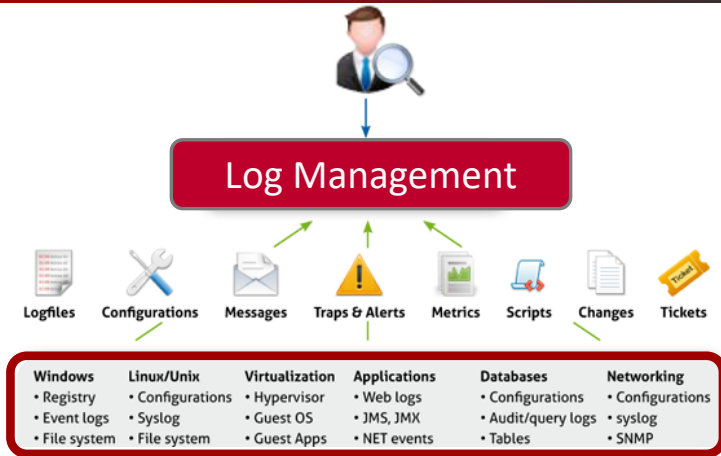 Log Management
Ticket
Logfiles Configurations Messages Traps & Alerts Metrics Scripts Changes Tickets
Windows Linux/Unix Virtualization Applications Databases Networking
• Registry • Configurations • Hypervisor • Web logs • Configurations • Configurations
• Event logs • Syslog • Guest OS • JMS, JMX • Audit/query logs • syslog
• File system • File system • Guest Apps • NET events • Tables • SNMP